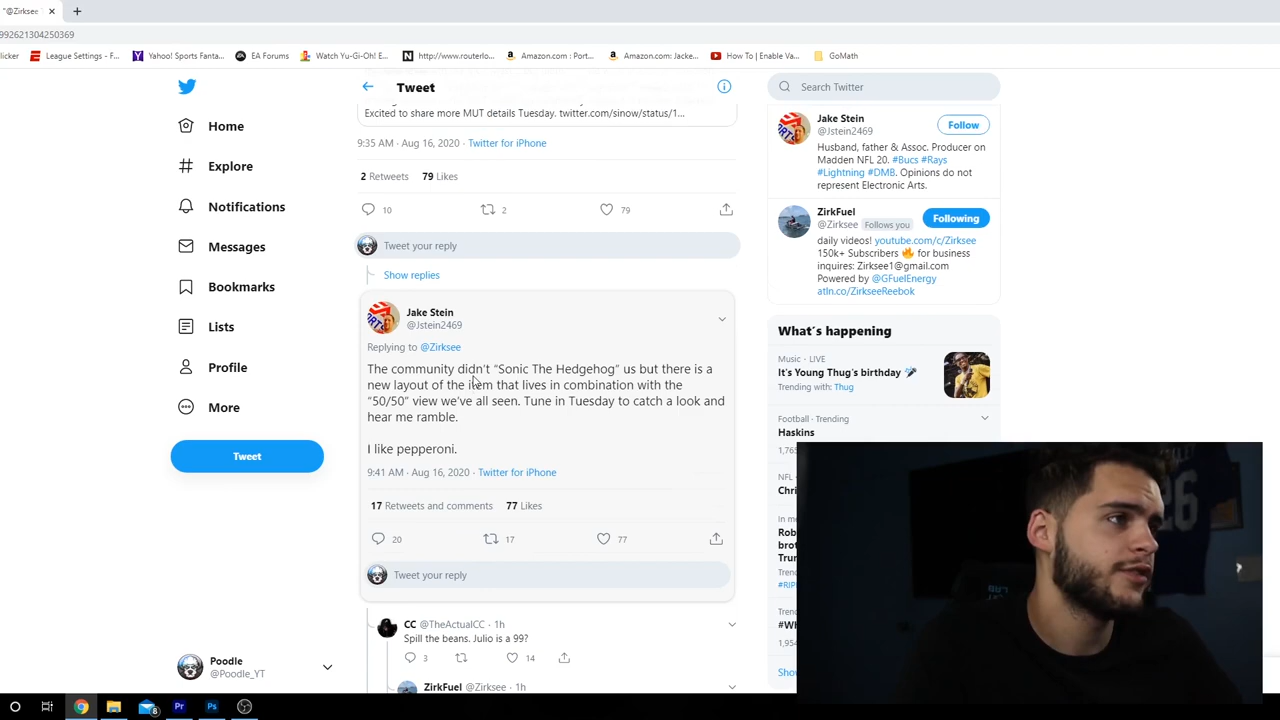 "@Zirksee
992621304250369
licker
League Settings - F...
Yahoo! Sports Fanta...
EA Forums
Watch Yu-Gi-Oh! E...
http://www.routerlo...
Amazon.com : Port...
Amazon.com: Jacke...
How To | Enable Va...
GoMath
Home
Explore
Notifications
Messages
Bookmarks
Lists
Profile
More
Tweet
Poodle
@Poodle_YT
Tweet
Excited to share more MUT details Tuesday. twitter.com/sinow/status/1...
9:35 AM · Aug 16, 2020 · Twitter for iPhone
2 Retweets 79 Likes
10 2 79
Tweet your reply
Show replies
Jake Stein
@Jstein2469
Replying to @Zirksee
The community didn't “Sonic The Hedgehog” us but there is a
new layout of the item that lives in combination with the
“50/50” view we've all seen. Tune in Tuesday to catch a look and
hear me ramble.
I like pepperoni.
9:41 AM · Aug 16, 2020 · Twitter for iPhone
17 Retweets and comments 77 Likes
20 17 77
Tweet your reply
CC @TheActualCC · 1h
Spill the beans. Julio is a 99?
3 14
ZirkFuel @Zirksee · 1h
Search Twitter
Jake Stein
@Jstein2469
Follow
Husband, father & Assoc. Producer on
Madden NFL 20. #Bucs #Rays
#Lightning #DMB. Opinions do not
represent Electronic Arts.
ZirkFuel
@Zirksee Follows you
Following
daily videos! youtube.com/c/Zirksee
150k+ Subscribers 🔥 for business
inquires: Zirksee1@gmail.com
Powered by @GFuelEnergy
atln.co/ZirkseeReebok
What's happening
Music · LIVE
It's Young Thug's birthday 🎤
Trending with: Thug
Football · Trending
Haskins
1,765
NFL ·
Chri
In m
Rob
brot
Trun
Trend
#RIP
Trend
#WH
1,954
Show
26
8